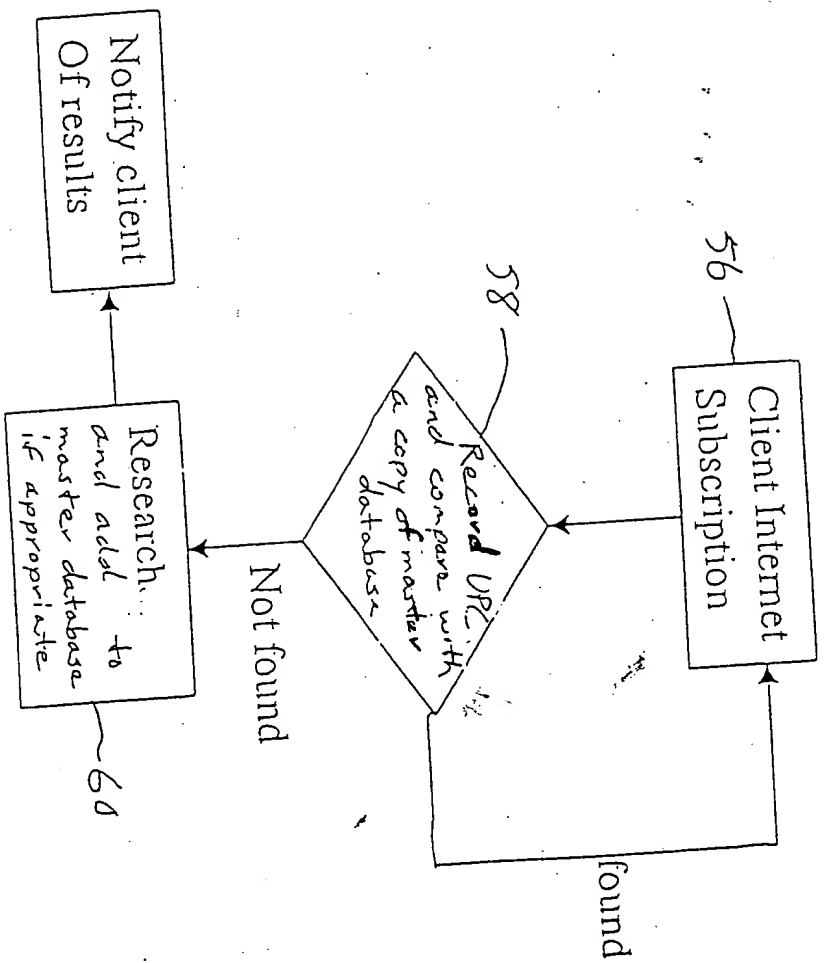 56
Client Internet
Subscription
58
Record UPC
and compare with
a copy of master
database
found
Not found
Research...
and add to
master database
if appropriate
60
Notify client
Of results